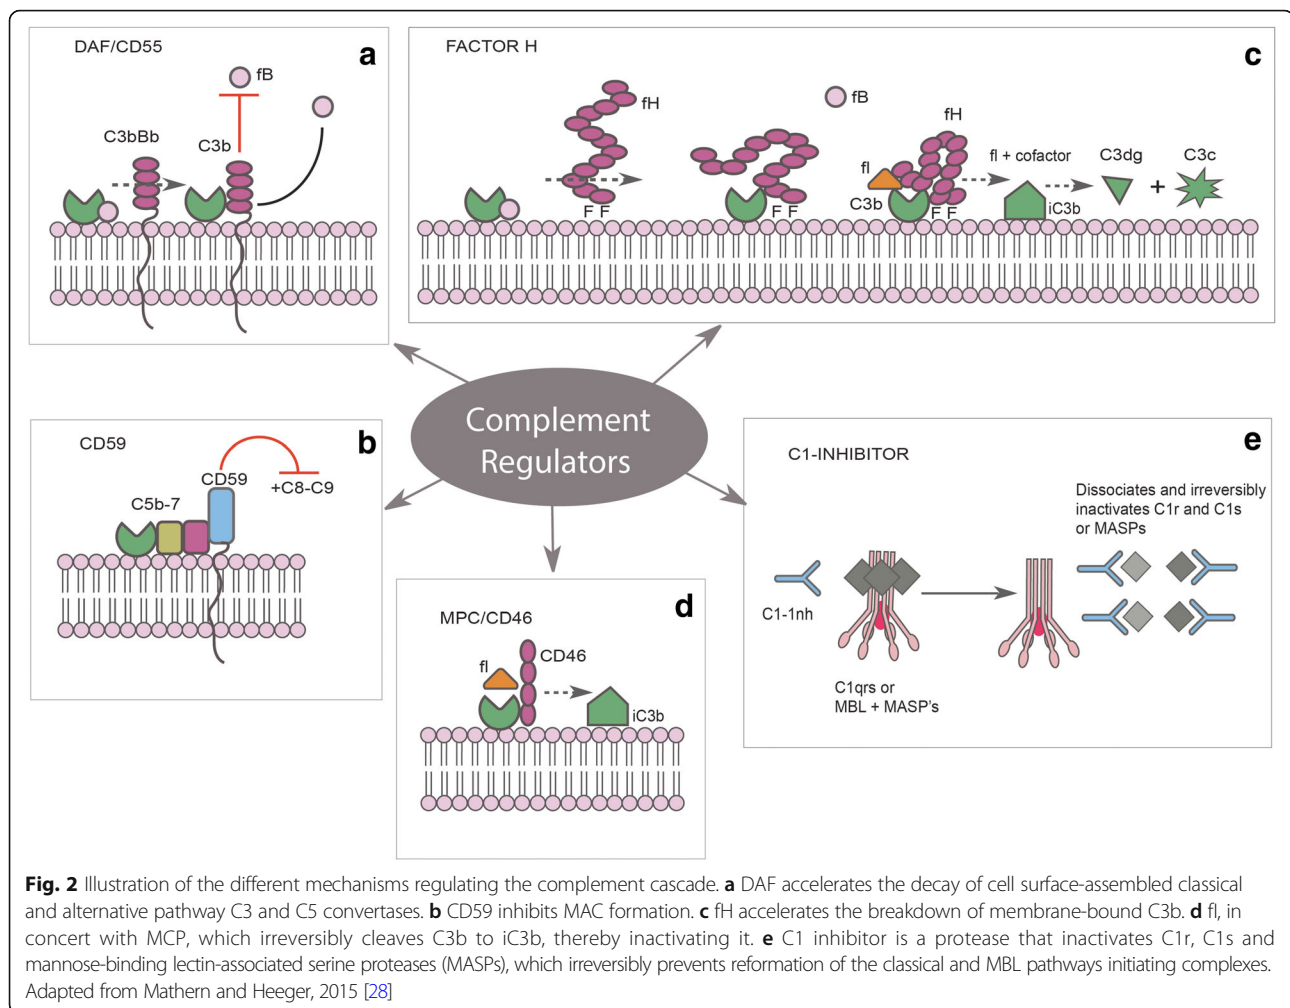 DAF/CD55
a
fB
C3bBb
C3b
FACTOR H
c
fH
fB
fH
fI + cofactor
C3dg
C3c
fI
C3b
+
iC3b
F F
F F
F F
Complement
Regulators
CD59
b
CD59
+C8-C9
C5b-7
MPC/CD46
d
CD46
fI
iC3b
C1-INHIBITOR
e
Dissociates and irreversibly
inactivates C1r and C1s
or MASPs
C1-1nh
C1qrs or
MBL + MASP's
Fig. 2 Illustration of the different mechanisms regulating the complement cascade. a DAF accelerates the decay of cell surface-assembled classical
and alternative pathway C3 and C5 convertases. b CD59 inhibits MAC formation. c fH accelerates the breakdown of membrane-bound C3b. d fI, in
concert with MCP, which irreversibly cleaves C3b to iC3b, thereby inactivating it. e C1 inhibitor is a protease that inactivates C1r, C1s and
mannose-binding lectin-associated serine proteases (MASPs), which irreversibly prevents reformation of the classical and MBL pathways initiating complexes.
Adapted from Mathern and Heeger, 2015 [28]